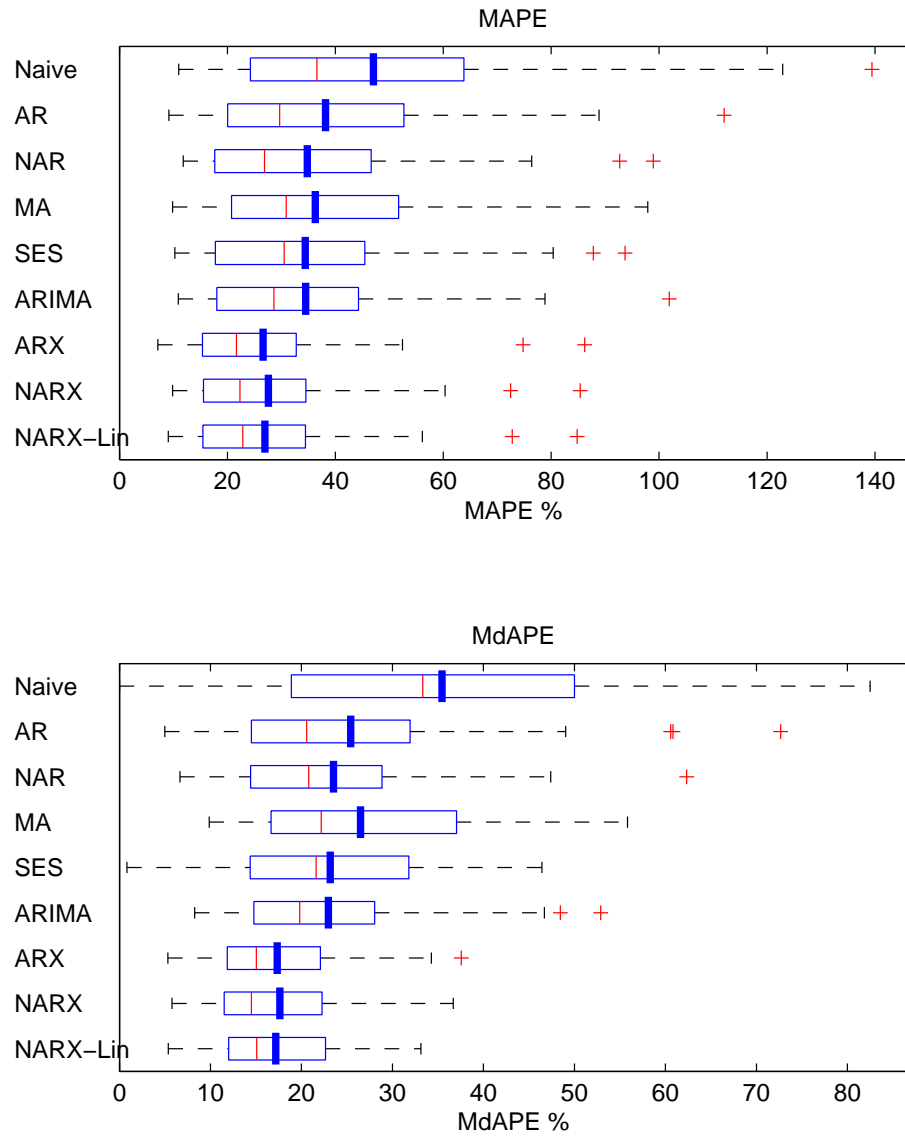 MAPE
Naive
AR
NAR
MA
SES
ARIMA
ARX
NARX
NARX−Lin
0 20 40 60 80 100 120 140
MAPE %
MdAPE
Naive
AR
NAR
MA
SES
ARIMA
ARX
NARX
NARX−Lin
0 10 20 30 40 50 60 70 80
MdAPE %